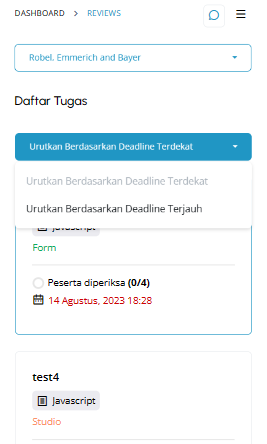 DASHBOARD > REVIEWS
Robel, Emmerich and Bayer
Daftar Tugas
Urutkan Berdasarkan Deadline Terdekat
Urutkan Berdasarkan Deadline Terdekat
Urutkan Berdasarkan Deadline Terjauh
Javascript
Form
Peserta diperiksa (0/4)
14 Agustus, 2023 18:28
test4
Javascript
Studio